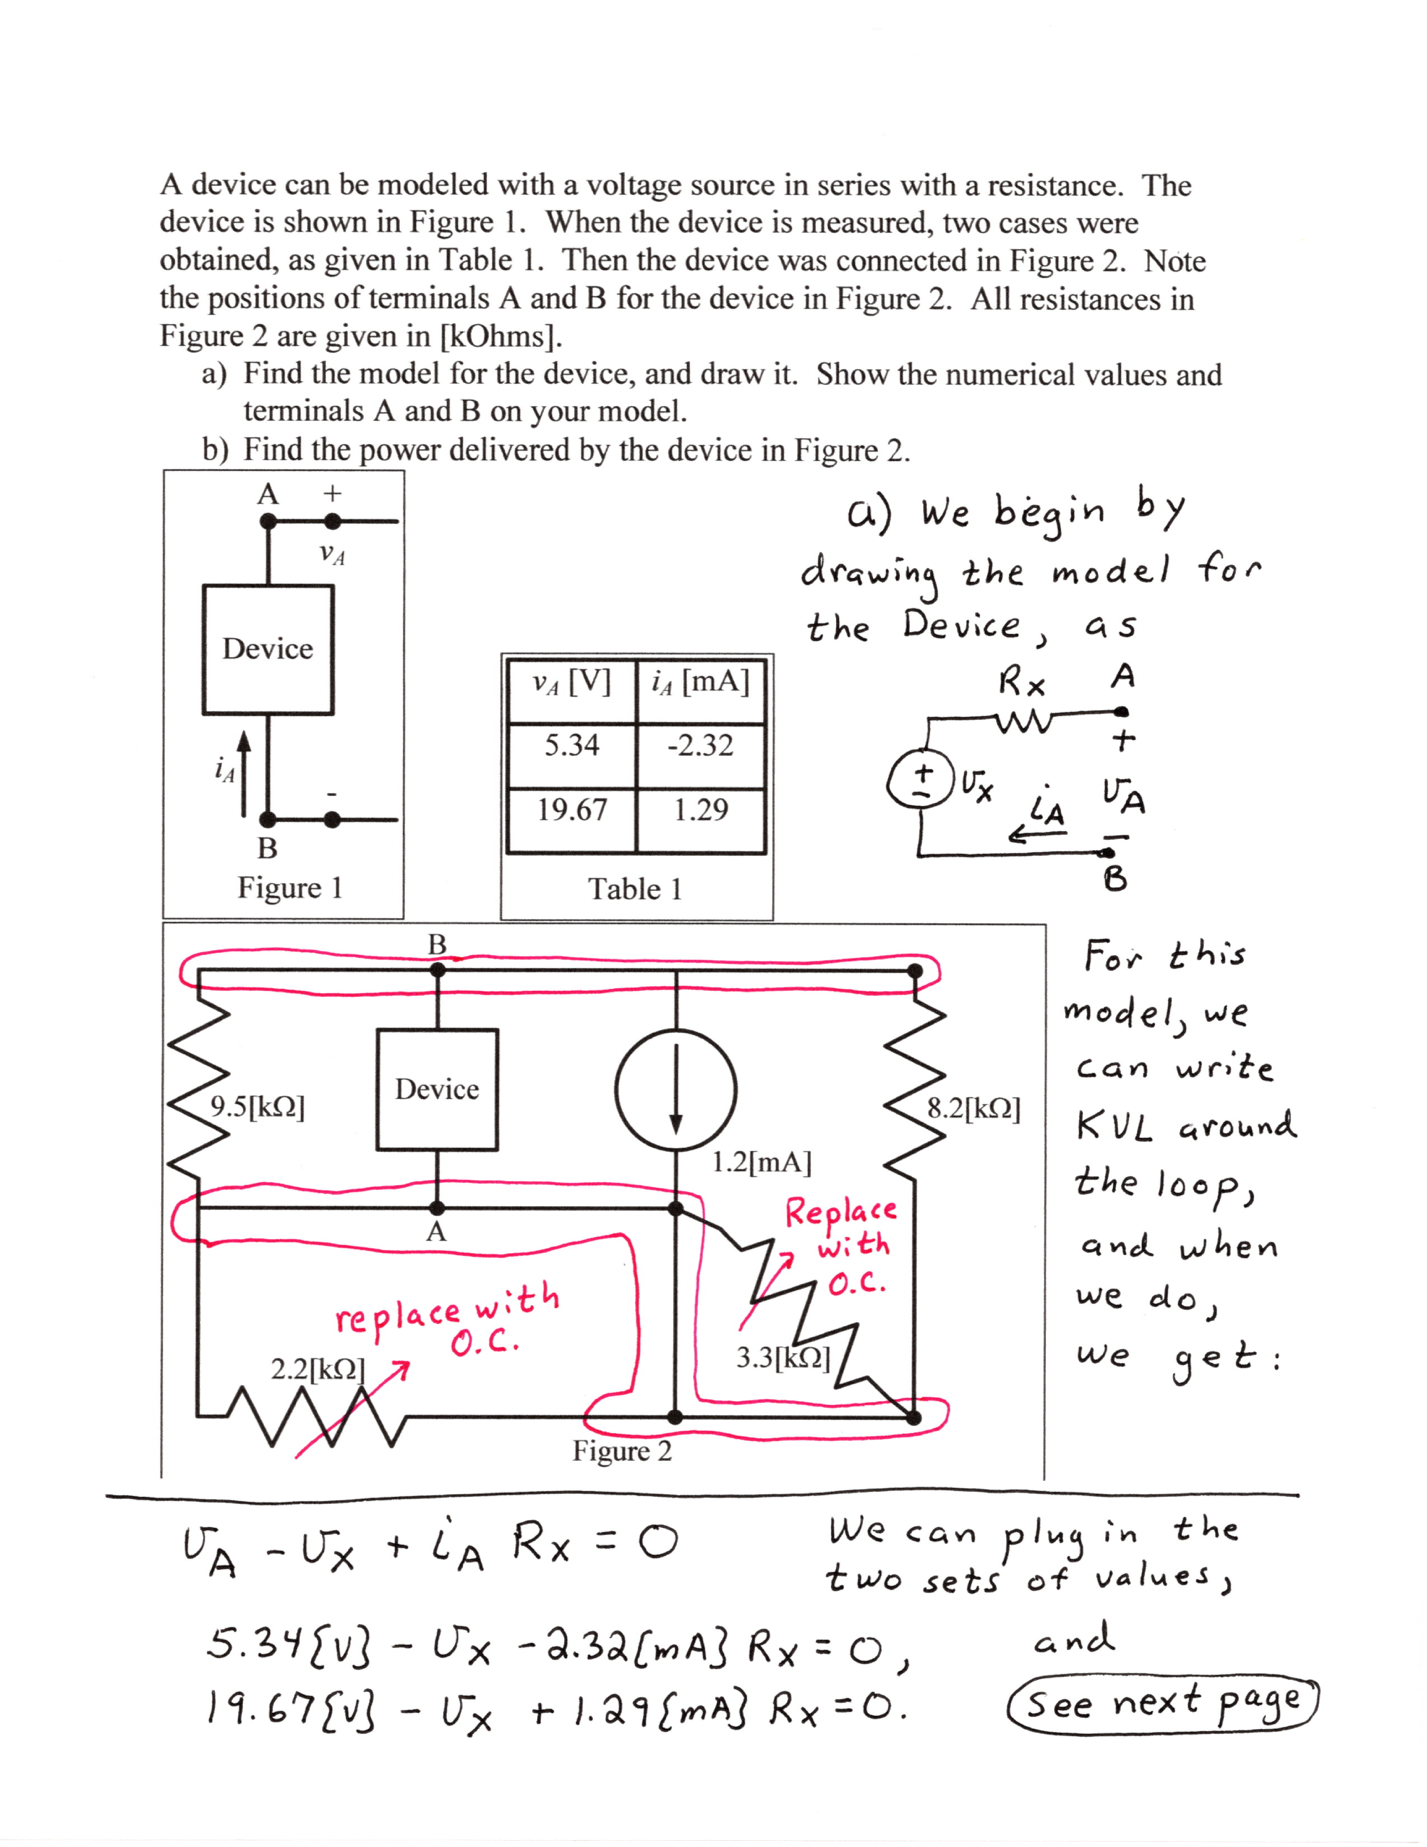 A device can be modeled with a voltage source in series with a resistance. The
device is shown in Figure 1. When the device is measured, two cases were
obtained, as given in Table 1. Then the device was connected in Figure 2. Note
the positions of terminals A and B for the device in Figure 2. All resistances in
Figure 2 are given in [kOhms].
a) Find the model for the device, and draw it. Show the numerical values and
terminals A and B on your model.
b) Find the power delivered by the device in Figure 2.
A +
vA
Device
iA
-
B
Figure 1
vA [V] iA [mA]
5.34 -2.32
19.67 1.29
Table 1
a) We begin by
drawing the model for
the Device, as
Rx A
+
+ - vx iA vA
-
B
B
9.5[kΩ]
Device
1.2[mA]
8.2[kΩ]
A
Replace
with
O.C.
replace with
O.C.
2.2[kΩ]
3.3[kΩ]
Figure 2
For this
model, we
can write
KVL around
the loop,
and when
we do,
we get:
vA - vx + iA Rx = 0
We can plug in the
two sets of values,
and
5.34{V} - vx - 2.32{mA} Rx = 0,
19.67{V} - vx + 1.29{mA} Rx = 0.
See next page